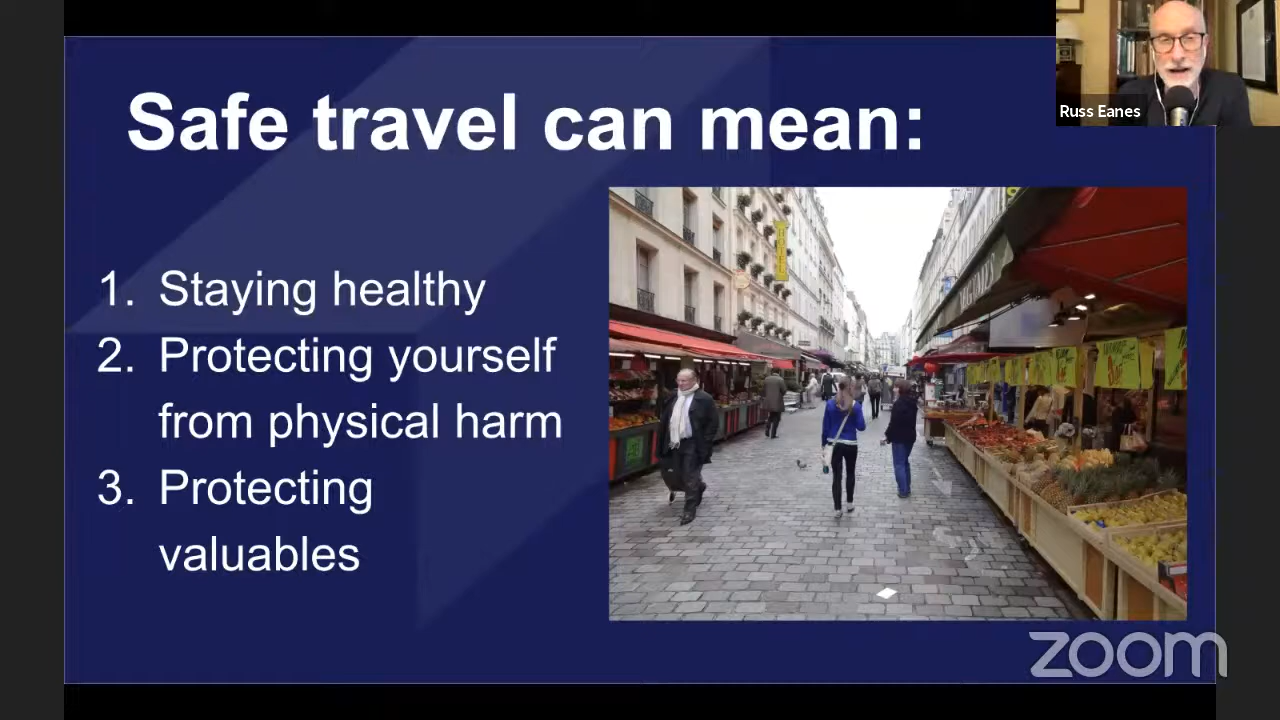 Safe travel can mean:
Russ Eanes
1. Staying healthy
2. Protecting yourself
from physical harm
3. Protecting
valuables
zoom